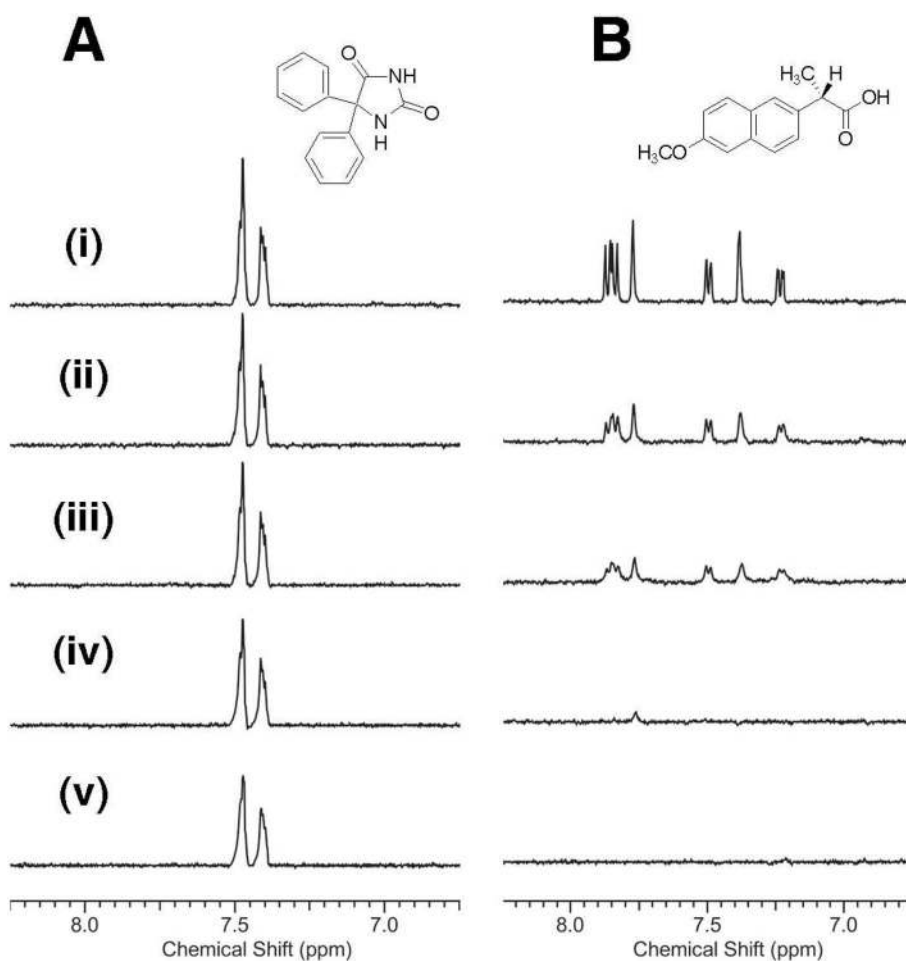 A
B
O
NH
N
H
O
H₃C
H
OH
O
H₃CO
(i)
(ii)
(iii)
(iv)
(v)
8.0 7.5 7.0
8.0 7.5 7.0
Chemical Shift (ppm)
Chemical Shift (ppm)